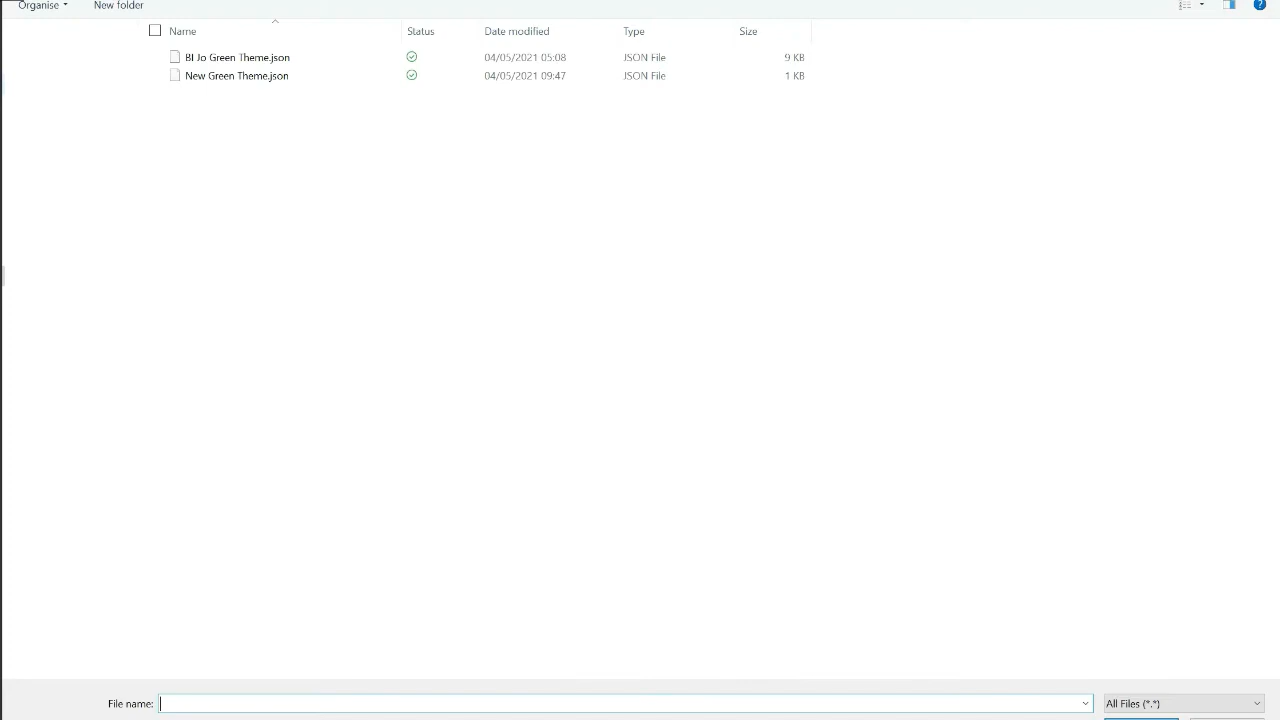 Organise New folder
Name Status Date modified Type Size
BI Jo Green Theme.json 04/05/2021 05:08 JSON File 9 KB
New Green Theme.json 04/05/2021 09:47 JSON File 1 KB
File name: All Files (*.*)